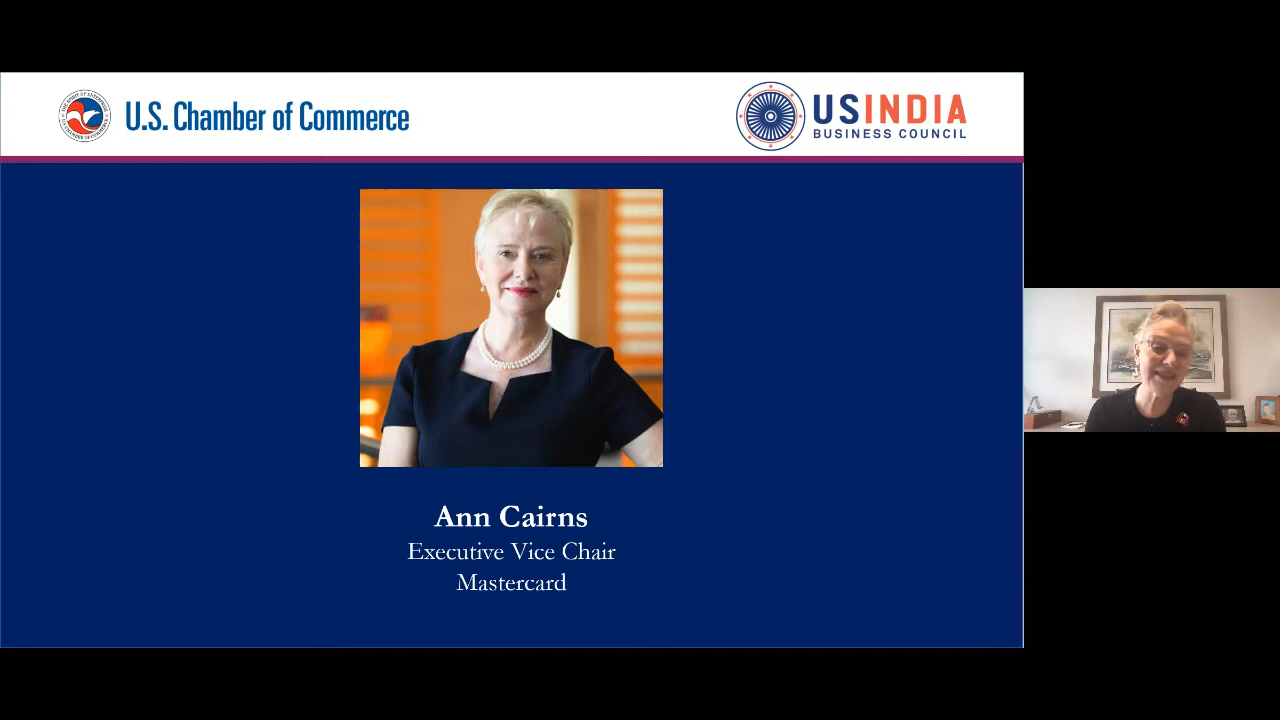 U.S. Chamber of Commerce
USINDIA
BUSINESS COUNCIL
Ann Cairns
Executive Vice Chair
Mastercard